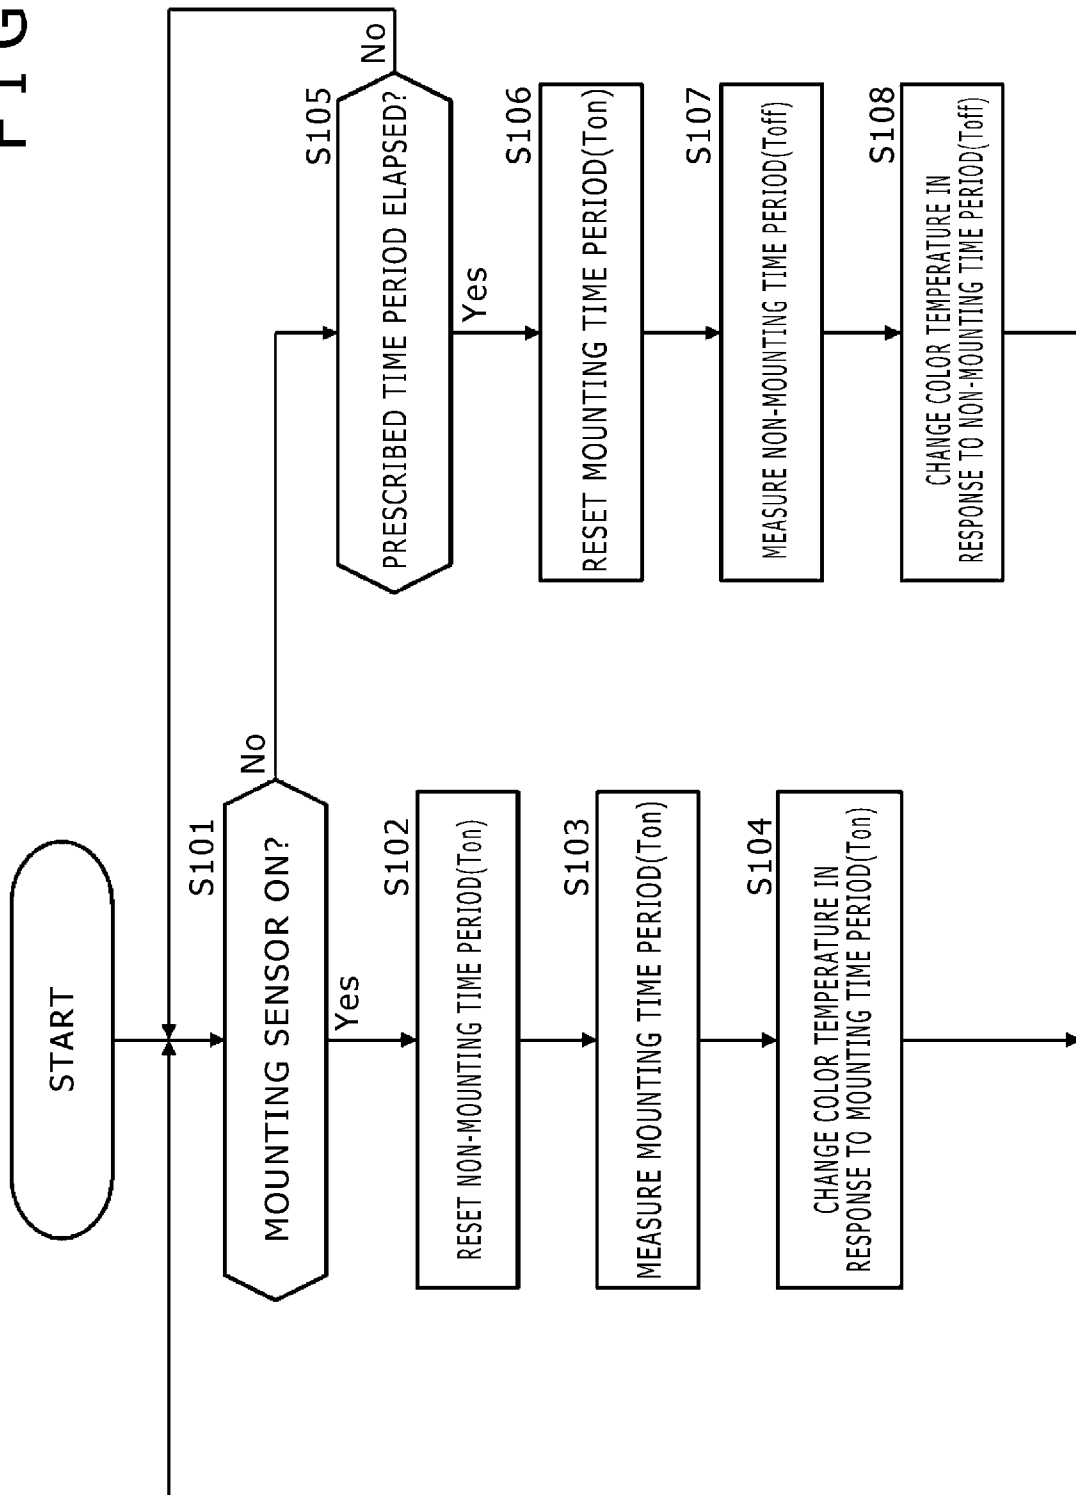 FIG
START
S101
MOUNTING SENSOR ON?
No
Yes
S102
RESET NON-MOUNTING TIME PERIOD(Ton)
S103
MEASURE MOUNTING TIME PERIOD(Ton)
S104
CHANGE COLOR TEMPERATURE IN
RESPONSE TO MOUNTING TIME PERIOD(Ton)
S105
PRESCRIBED TIME PERIOD ELAPSED?
No
Yes
S106
RESET MOUNTING TIME PERIOD(Ton)
S107
MEASURE NON-MOUNTING TIME PERIOD(Toff)
S108
CHANGE COLOR TEMPERATURE IN
RESPONSE TO NON-MOUNTING TIME PERIOD(Toff)